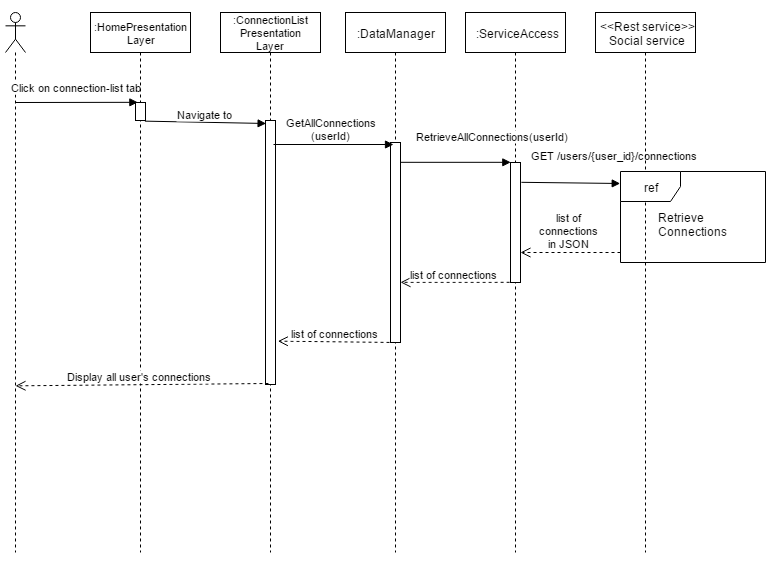 :HomePresentation
Layer
:ConnectionList
Presentation
Layer
:DataManager
:ServiceAccess
<<Rest service>>
Social service
Click on connection-list tab
Navigate to
GetAllConnections
(userId)
RetrieveAllConnections(userId)
GET /users/{user_id}/connections
ref
Retrieve
Connections
list of
connections
in JSON
list of connections
list of connections
Display all user's connections